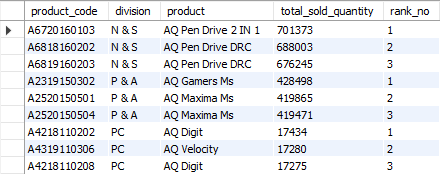 product_code division product total_sold_quantity rank_no
A6720160103 N & S AQ Pen Drive 2 IN 1 701373 1
A6818160202 N & S AQ Pen Drive DRC 688003 2
A6819160203 N & S AQ Pen Drive DRC 676245 3
A2319150302 P & A AQ Gamers Ms 428498 1
A2520150501 P & A AQ Maxima Ms 419865 2
A2520150504 P & A AQ Maxima Ms 419471 3
A4218110202 PC AQ Digit 17434 1
A4319110306 PC AQ Velocity 17280 2
A4218110208 PC AQ Digit 17275 3